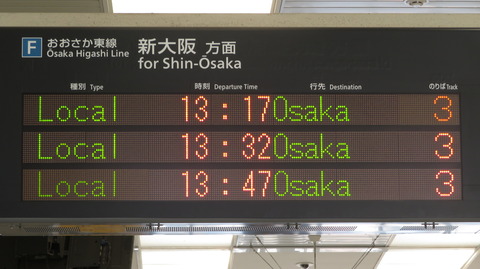 F おおさか東線 新大阪 方面
Osaka Higashi Line for Shin-Ōsaka
種別 Type 時刻 Departure Time 行先 Destination のりば Track
Local 13:17 Osaka 3
Local 13:32 Osaka 3
Local 13:47 Osaka 3